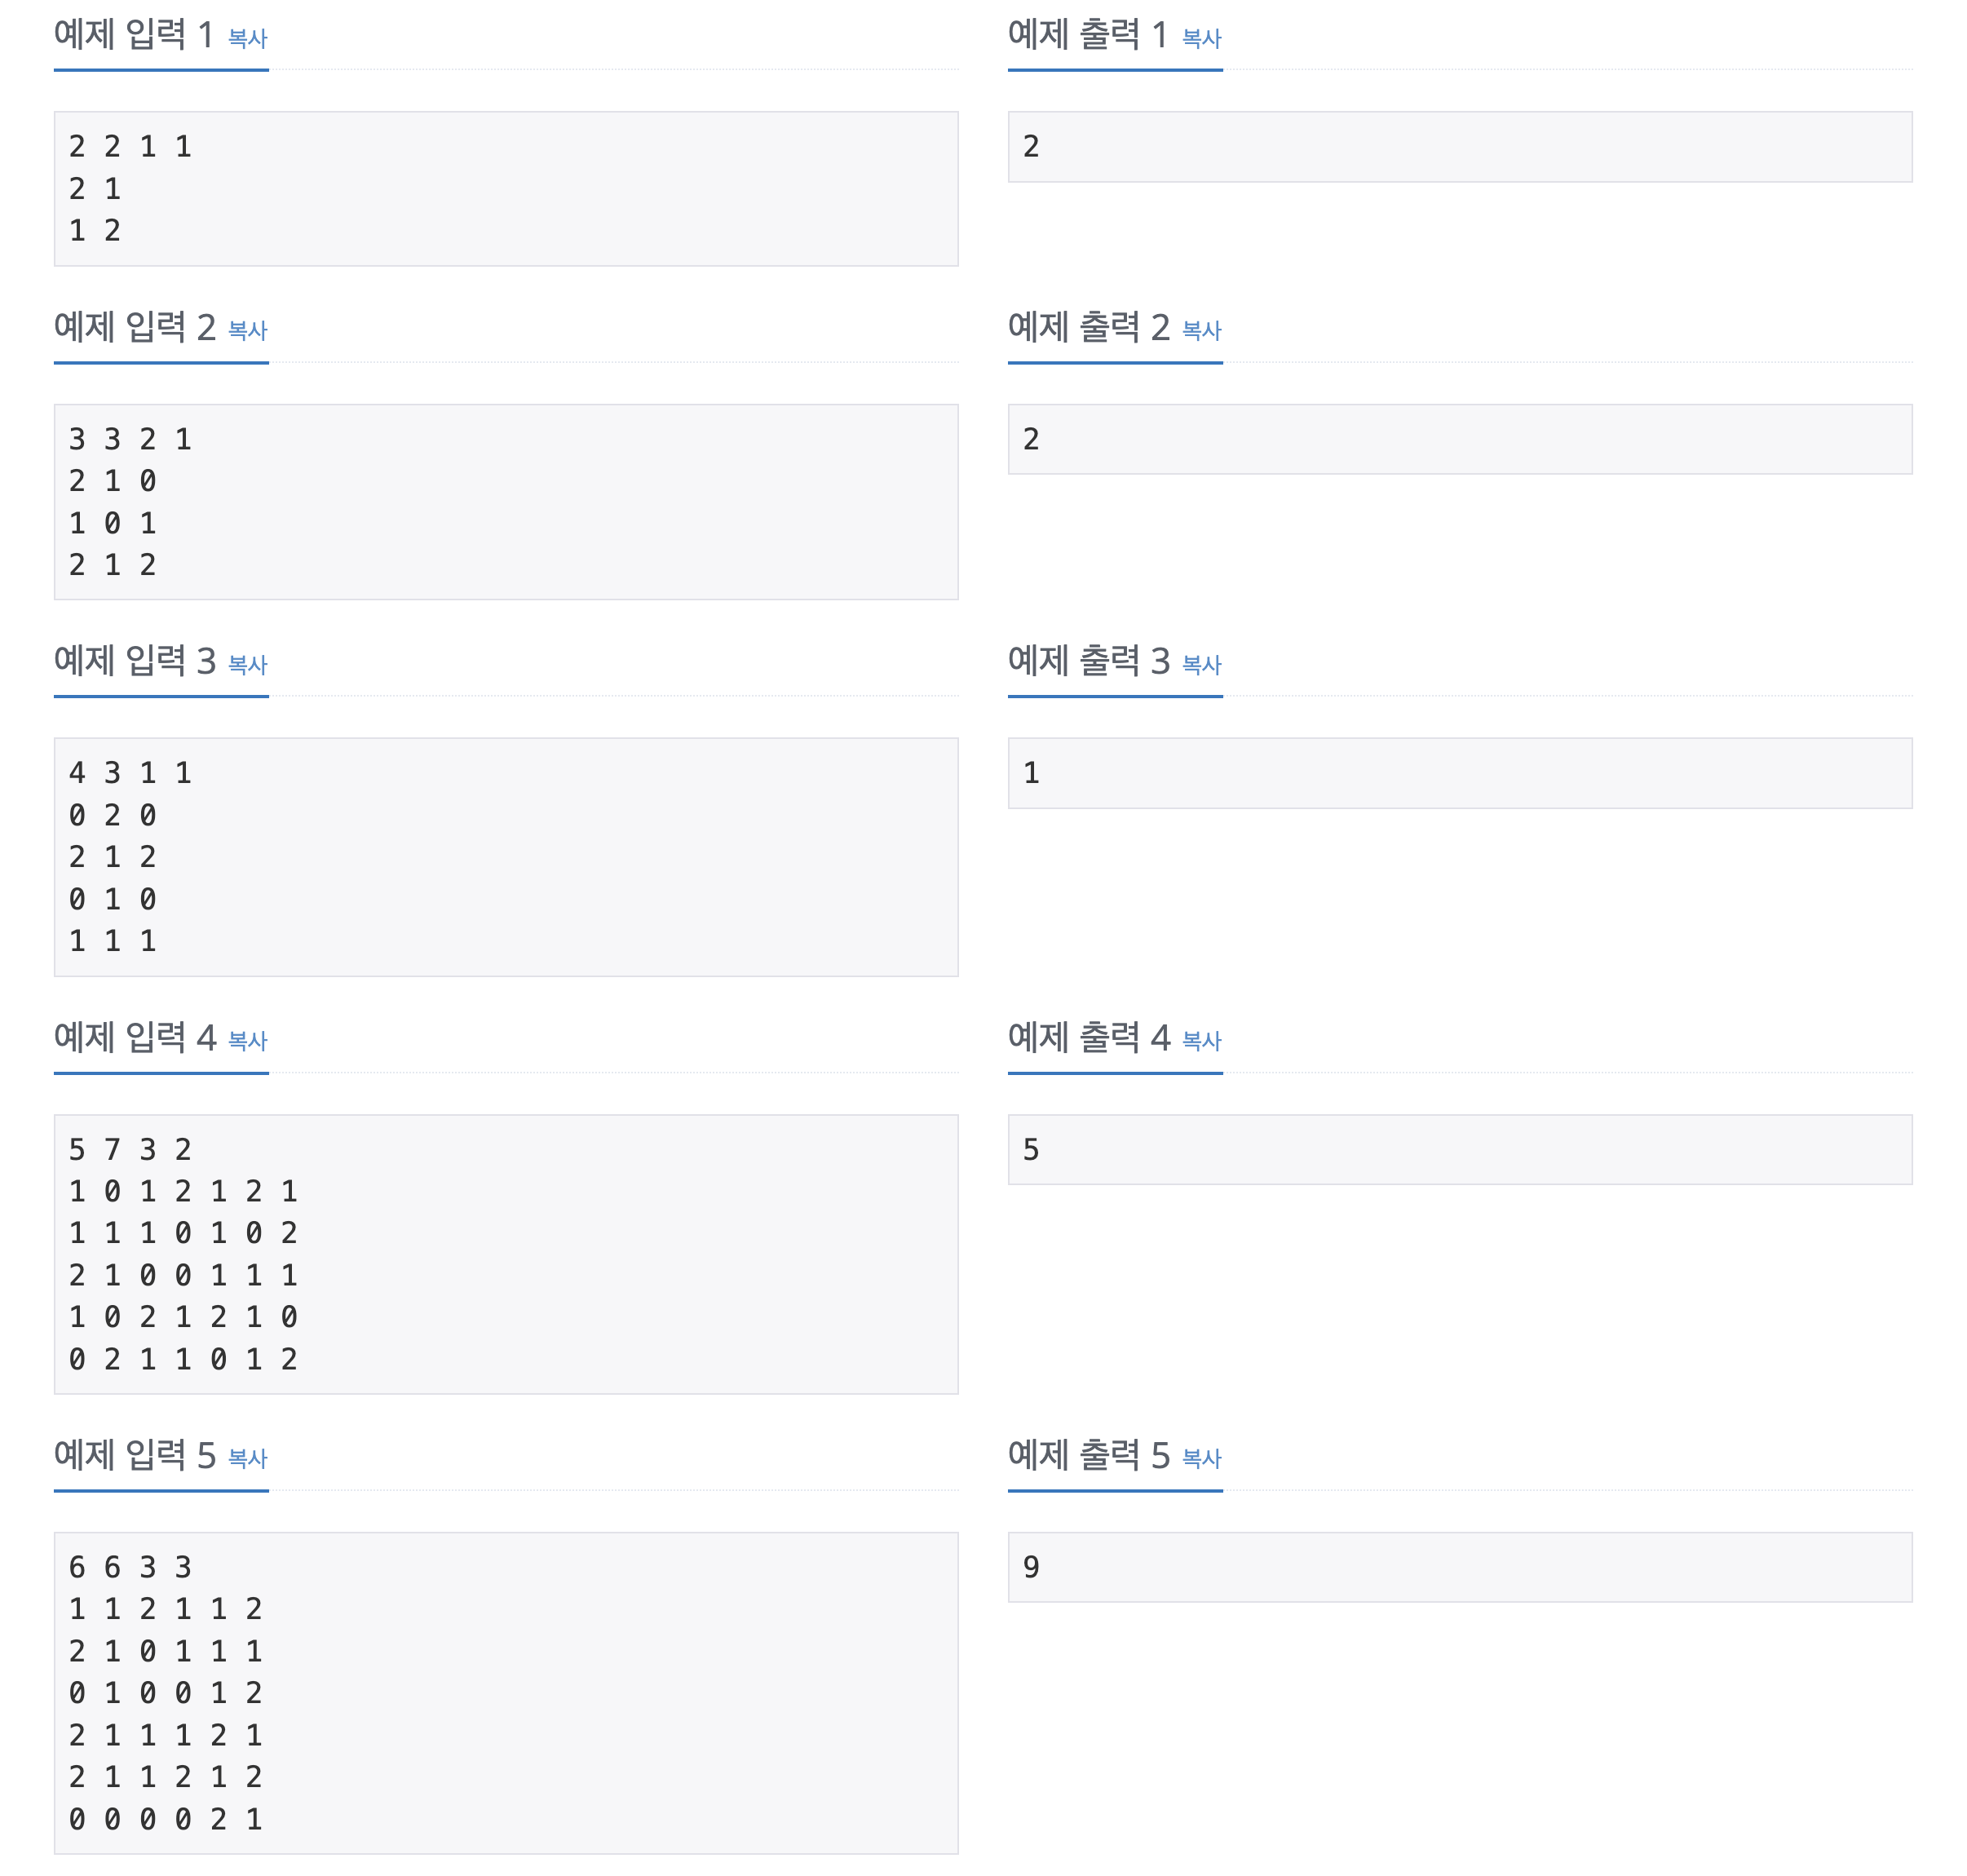 예제 입력 1 복사
예제 출력 1 복사
2 2 1 1
2 1
1 2
2
예제 입력 2 복사
예제 출력 2 복사
3 3 2 1
2 1 0
1 0 1
2 1 2
2
예제 입력 3 복사
예제 출력 3 복사
4 3 1 1
0 2 0
2 1 2
0 1 0
1 1 1
1
예제 입력 4 복사
예제 출력 4 복사
5 7 3 2
1 0 1 2 1 2 1
1 1 1 0 1 0 2
2 1 0 0 1 1 1
1 0 2 1 2 1 0
0 2 1 1 0 1 2
5
예제 입력 5 복사
예제 출력 5 복사
6 6 3 3
1 1 2 1 1 2
2 1 0 1 1 1
0 1 0 0 1 2
2 1 1 1 2 1
2 1 1 2 1 2
0 0 0 0 2 1
9